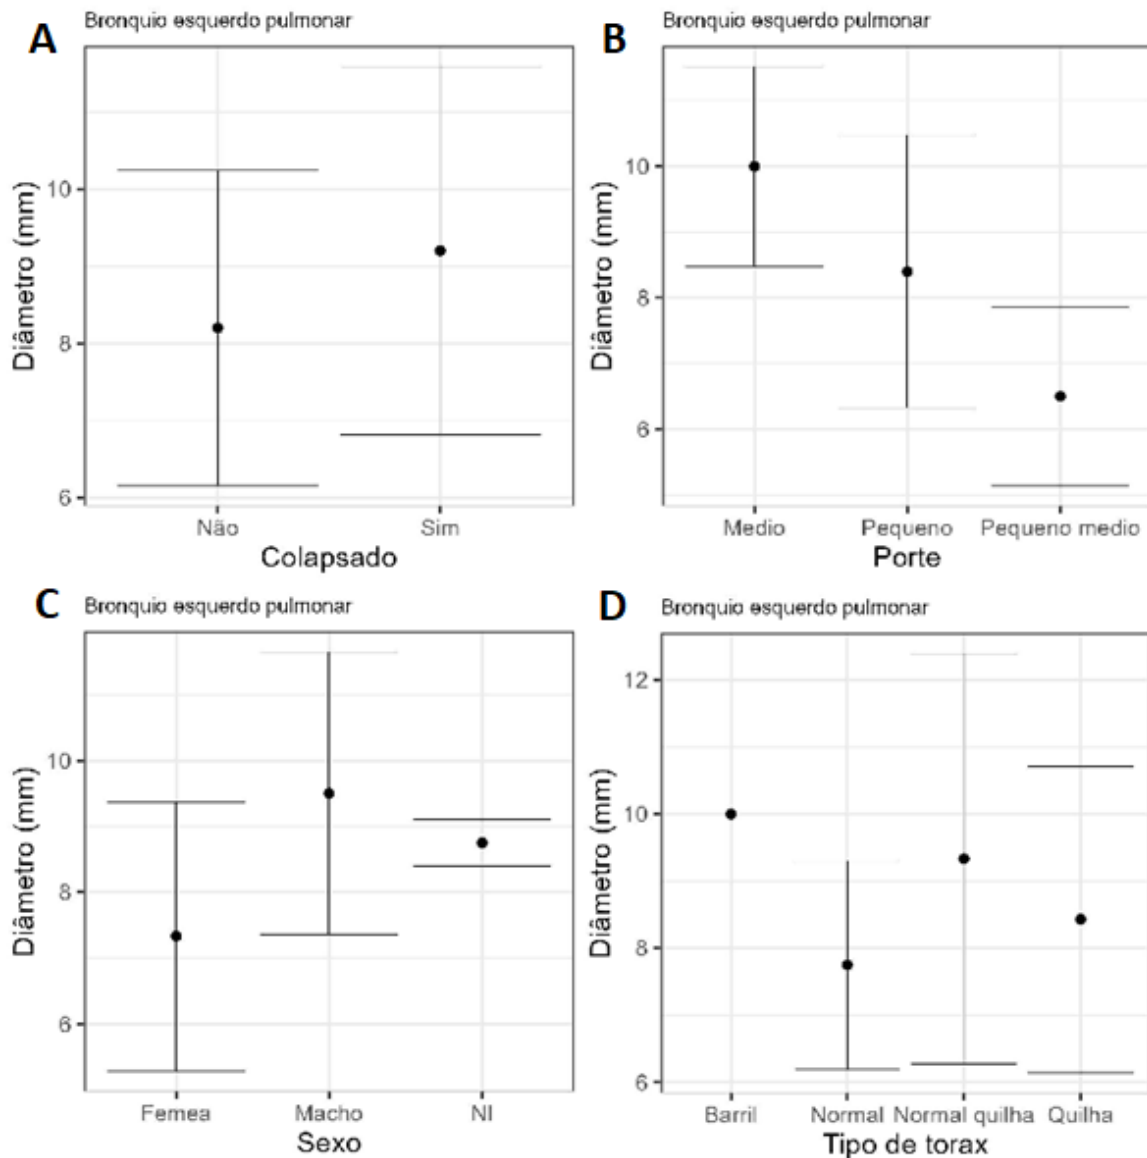 A
Bronquio esquerdo pulmonar
Diâmetro (mm)
10
8
6
Não Sim
Colapsado
B
Bronquio esquerdo pulmonar
Diâmetro (mm)
10
8
6
Medio Pequeno Pequeno medio
Porte
C
Bronquio esquerdo pulmonar
Diâmetro (mm)
10
8
6
Femea Macho NI
Sexo
D
Bronquio esquerdo pulmonar
Diâmetro (mm)
12
10
8
6
Barril Normal Normal quilha Quilha
Tipo de torax